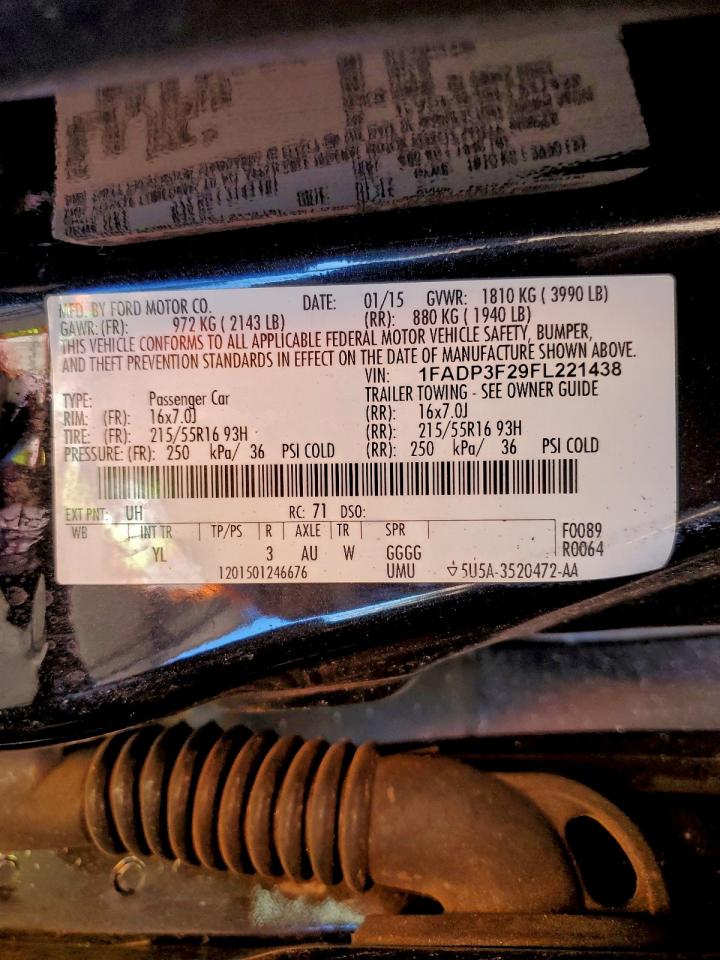 MFD. BY FORD MOTOR CO. DATE: 01/15 GVWR: 1810 KG ( 3990 LB)
GAWR: (FR): 972 KG ( 2143 LB) (RR): 880 KG ( 1940 LB)
THIS VEHICLE CONFORMS TO ALL APPLICABLE FEDERAL MOTOR VEHICLE SAFETY, BUMPER,
AND THEFT PREVENTION STANDARDS IN EFFECT ON THE DATE OF MANUFACTURE SHOWN ABOVE.
VIN: 1FADP3F29FL221438
TYPE: Passenger Car TRAILER TOWING - SEE OWNER GUIDE
RIM: (FR): 16x7.0J (RR): 16x7.0J
TIRE: (FR): 215/55R16 93H (RR): 215/55R16 93H
PRESSURE: (FR): 250 kPa/ 36 PSI COLD (RR): 250 kPa/ 36 PSI COLD
EXT PNT: UH RC: 71 DSO:
WB INT TR TP/PS R AXLE TR SPR F0089
YL 3 AU W GGGG R0064
1201501246676 UMU 5U5A-3520472-AA